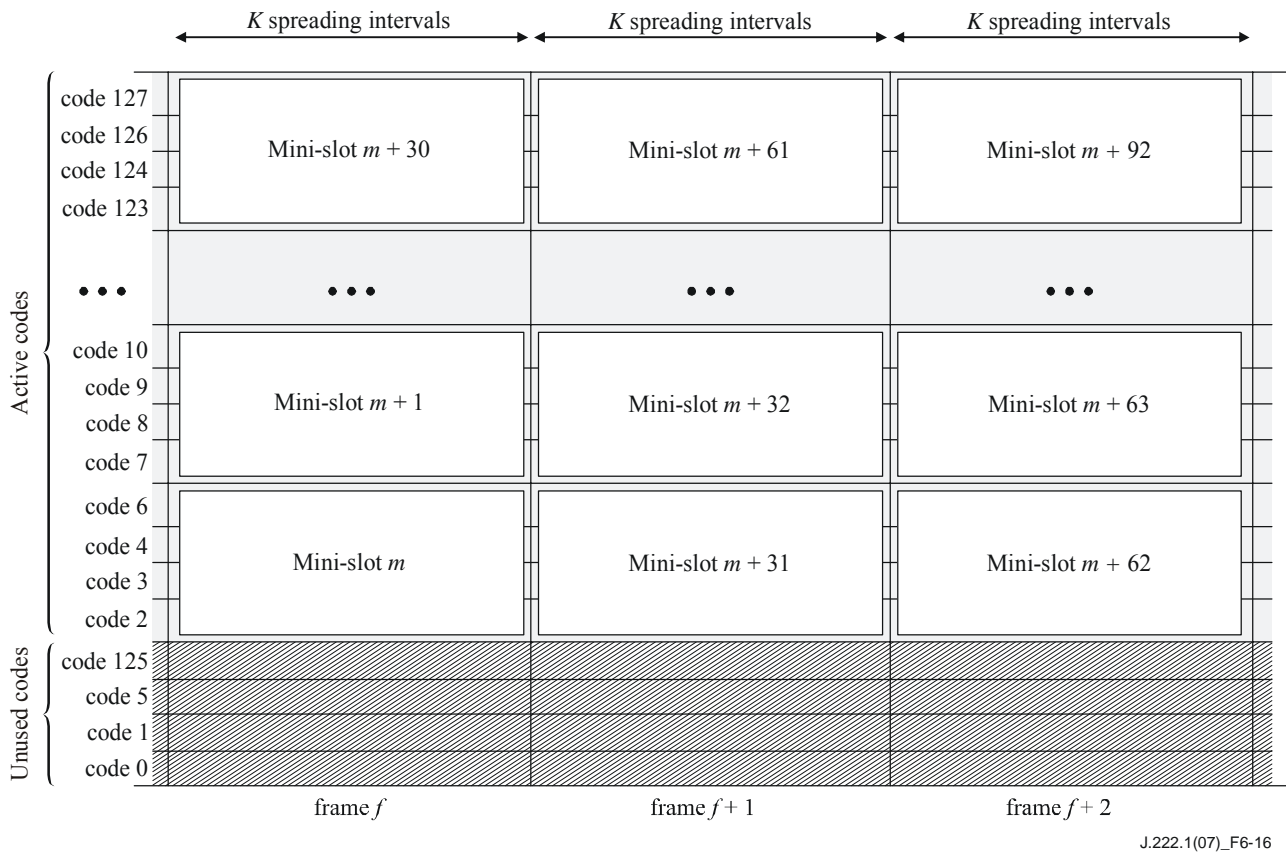 K spreading intervals K spreading intervals K spreading intervals
Active codes
code 127
code 126
code 124
code 123
Mini-slot m + 30 Mini-slot m + 61 Mini-slot m + 92
code 10
code 9
code 8
code 7
Mini-slot m + 1 Mini-slot m + 32 Mini-slot m + 63
code 6
code 4
code 3
code 2
Mini-slot m Mini-slot m + 31 Mini-slot m + 62
Unused codes
code 125
code 5
code 1
code 0
frame f frame f + 1 frame f + 2
J.222.1(07)_F6-16